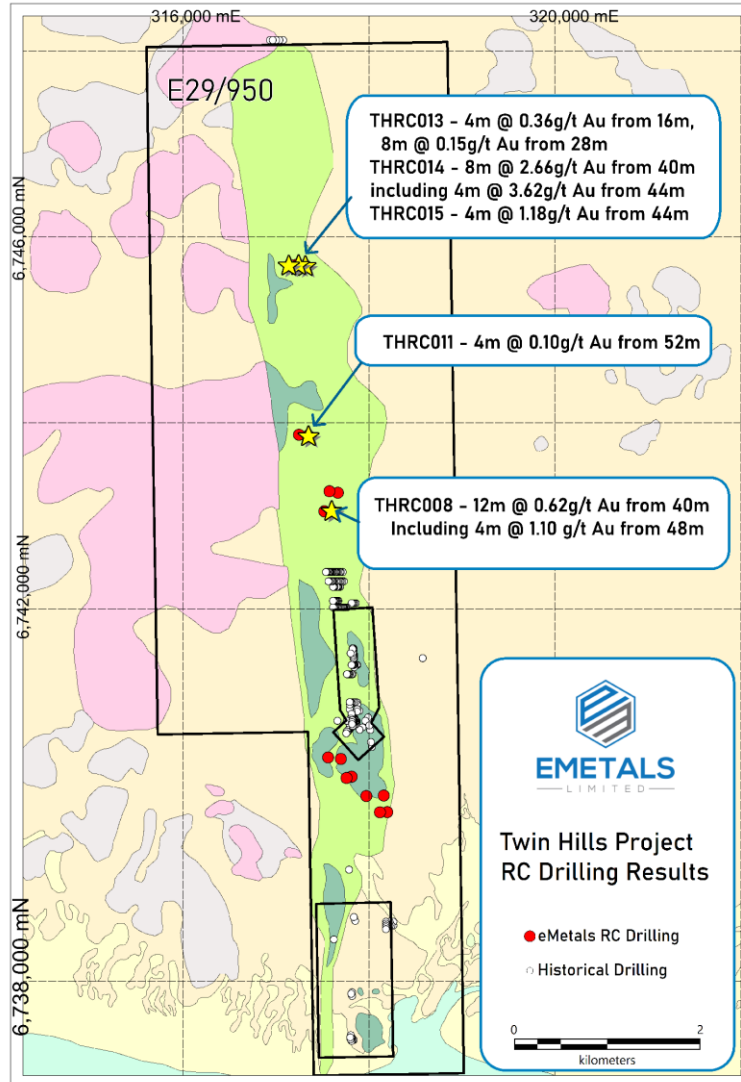 316,000 mE
320,000 mE
E29/950
THRC013 - 4m @ 0.36g/t Au from 16m,
8m @ 0.15g/t Au from 28m
THRC014 - 8m @ 2.66g/t Au from 40m
including 4m @ 3.62g/t Au from 44m
THRC015 - 4m @ 1.18g/t Au from 44m
6,746,000 mN
THRC011 - 4m @ 0.10g/t Au from 52m
THRC008 - 12m @ 0.62g/t Au from 40m
Including 4m @ 1.10 g/t Au from 48m
6,742,000 mN
EMETALS
LIMITED
Twin Hills Project
RC Drilling Results
eMetals RC Drilling
Historical Drilling
6,738,000 mN
0 2
kilometers